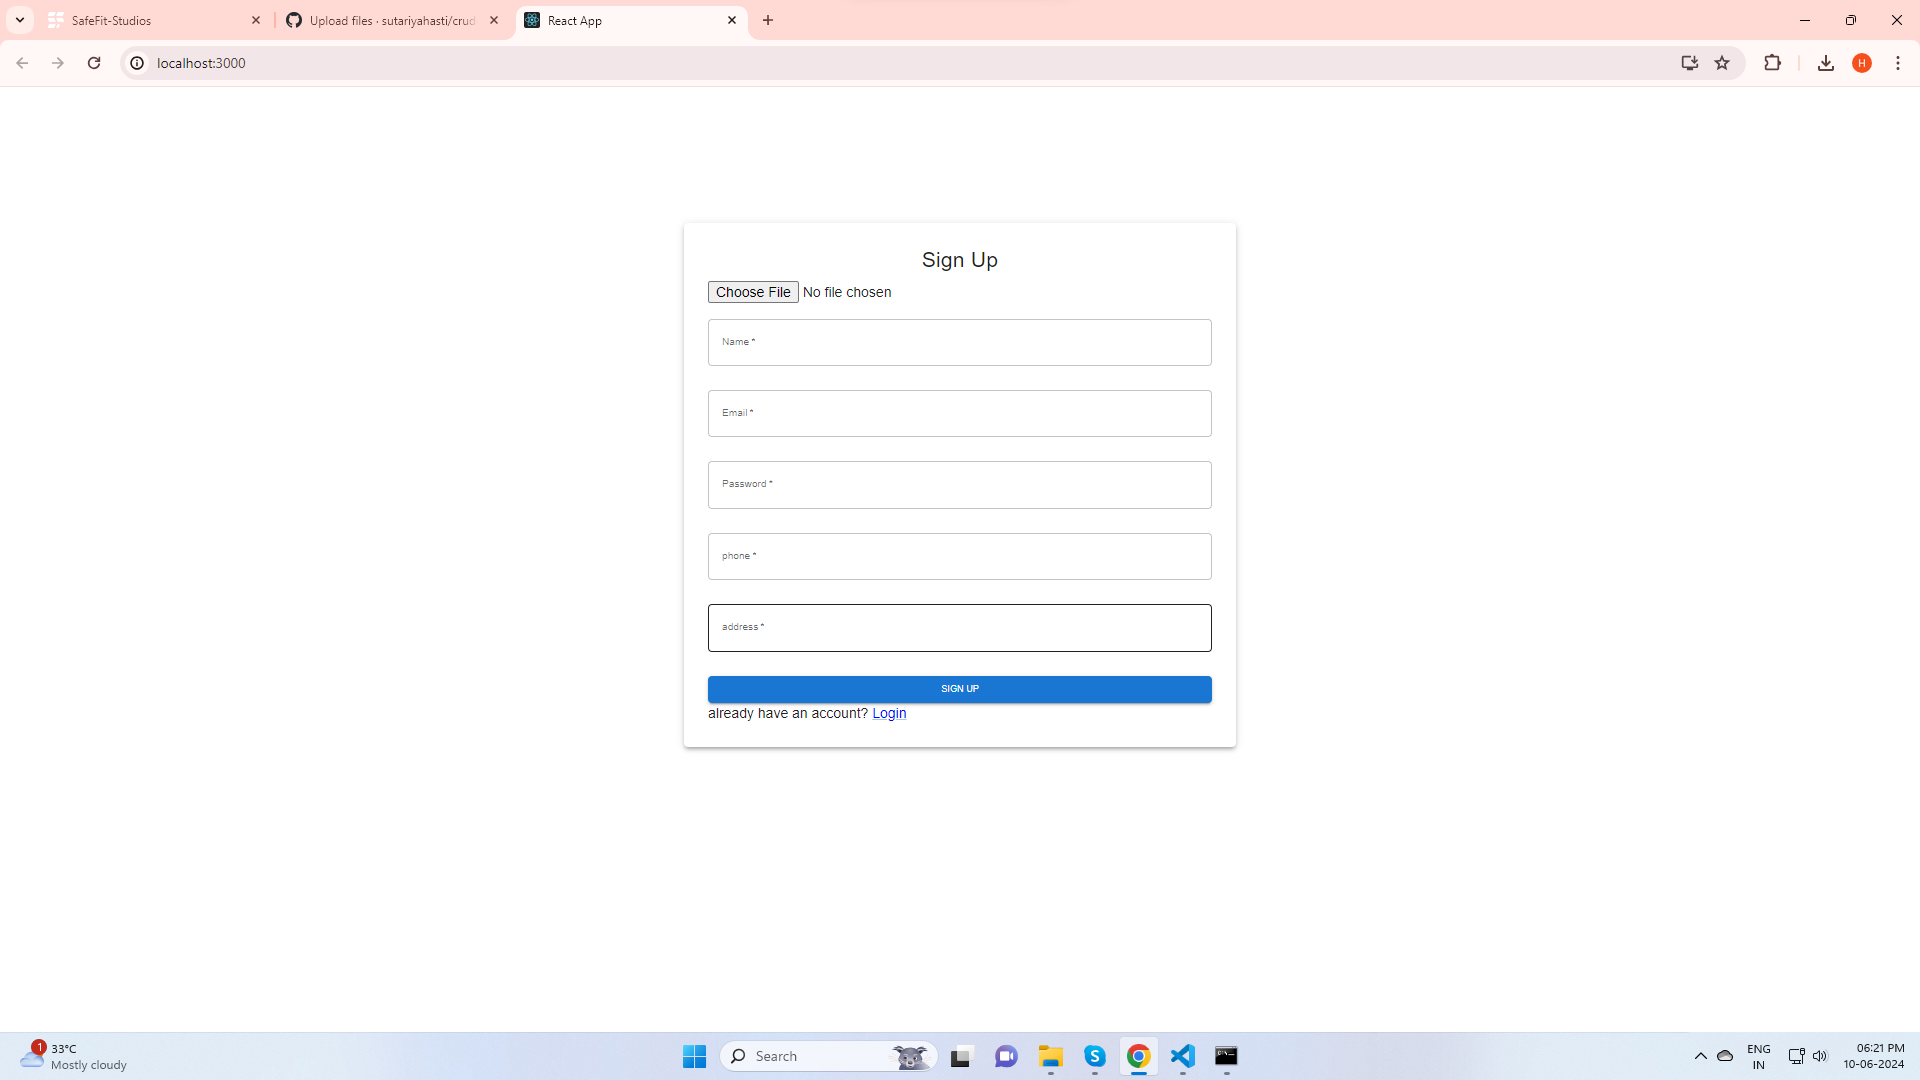 SafeFit-Studios
Upload files · sutariyahasti/crud
React App
localhost:3000
H
Sign Up
Choose File No file chosen
Name *
Email *
Password *
phone *
address *
SIGN UP
already have an account? Login
1
33°C
Mostly cloudy
Search
ENG
IN
06:21 PM
10-06-2024